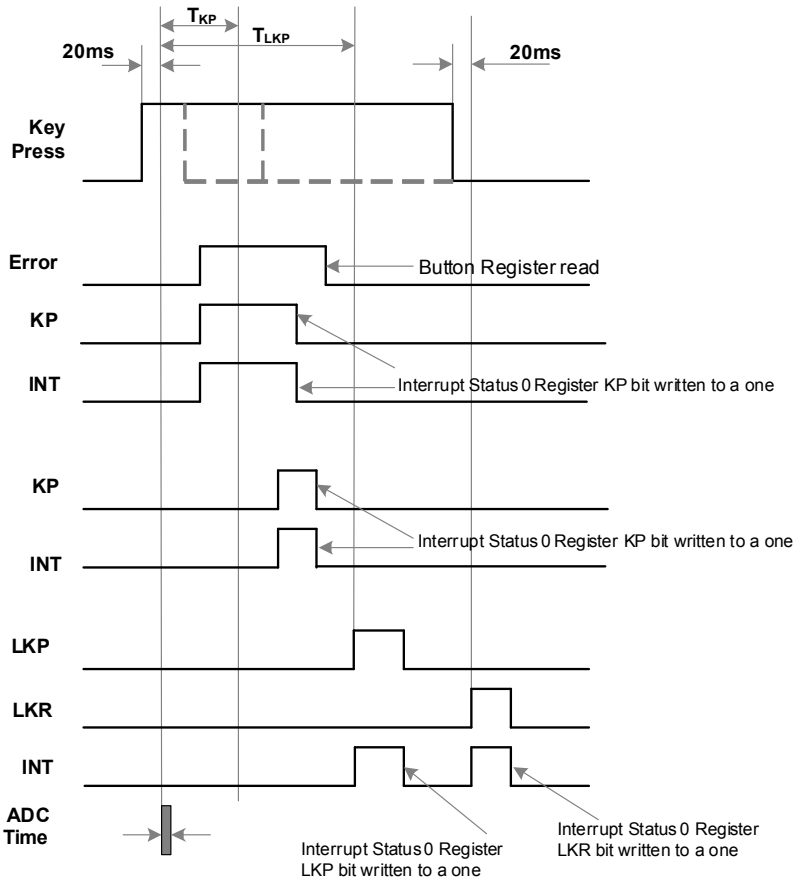 T_KP
T_LKP
20ms
20ms
Key
Press
Error
Button Register read
KP
INT
Interrupt Status 0 Register KP bit written to a one
KP
INT
Interrupt Status 0 Register KP bit written to a one
LKP
LKR
INT
ADC
Time
Interrupt Status 0 Register
LKP bit written to a one
Interrupt Status 0 Register
LKR bit written to a one